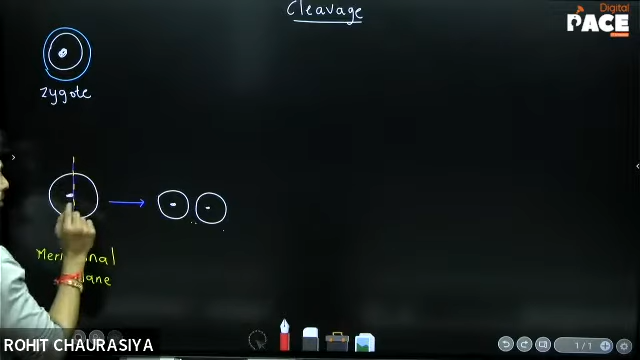 Cleavage
Digital
PACE
zygote
ROHIT CHAURASIYA
1/1